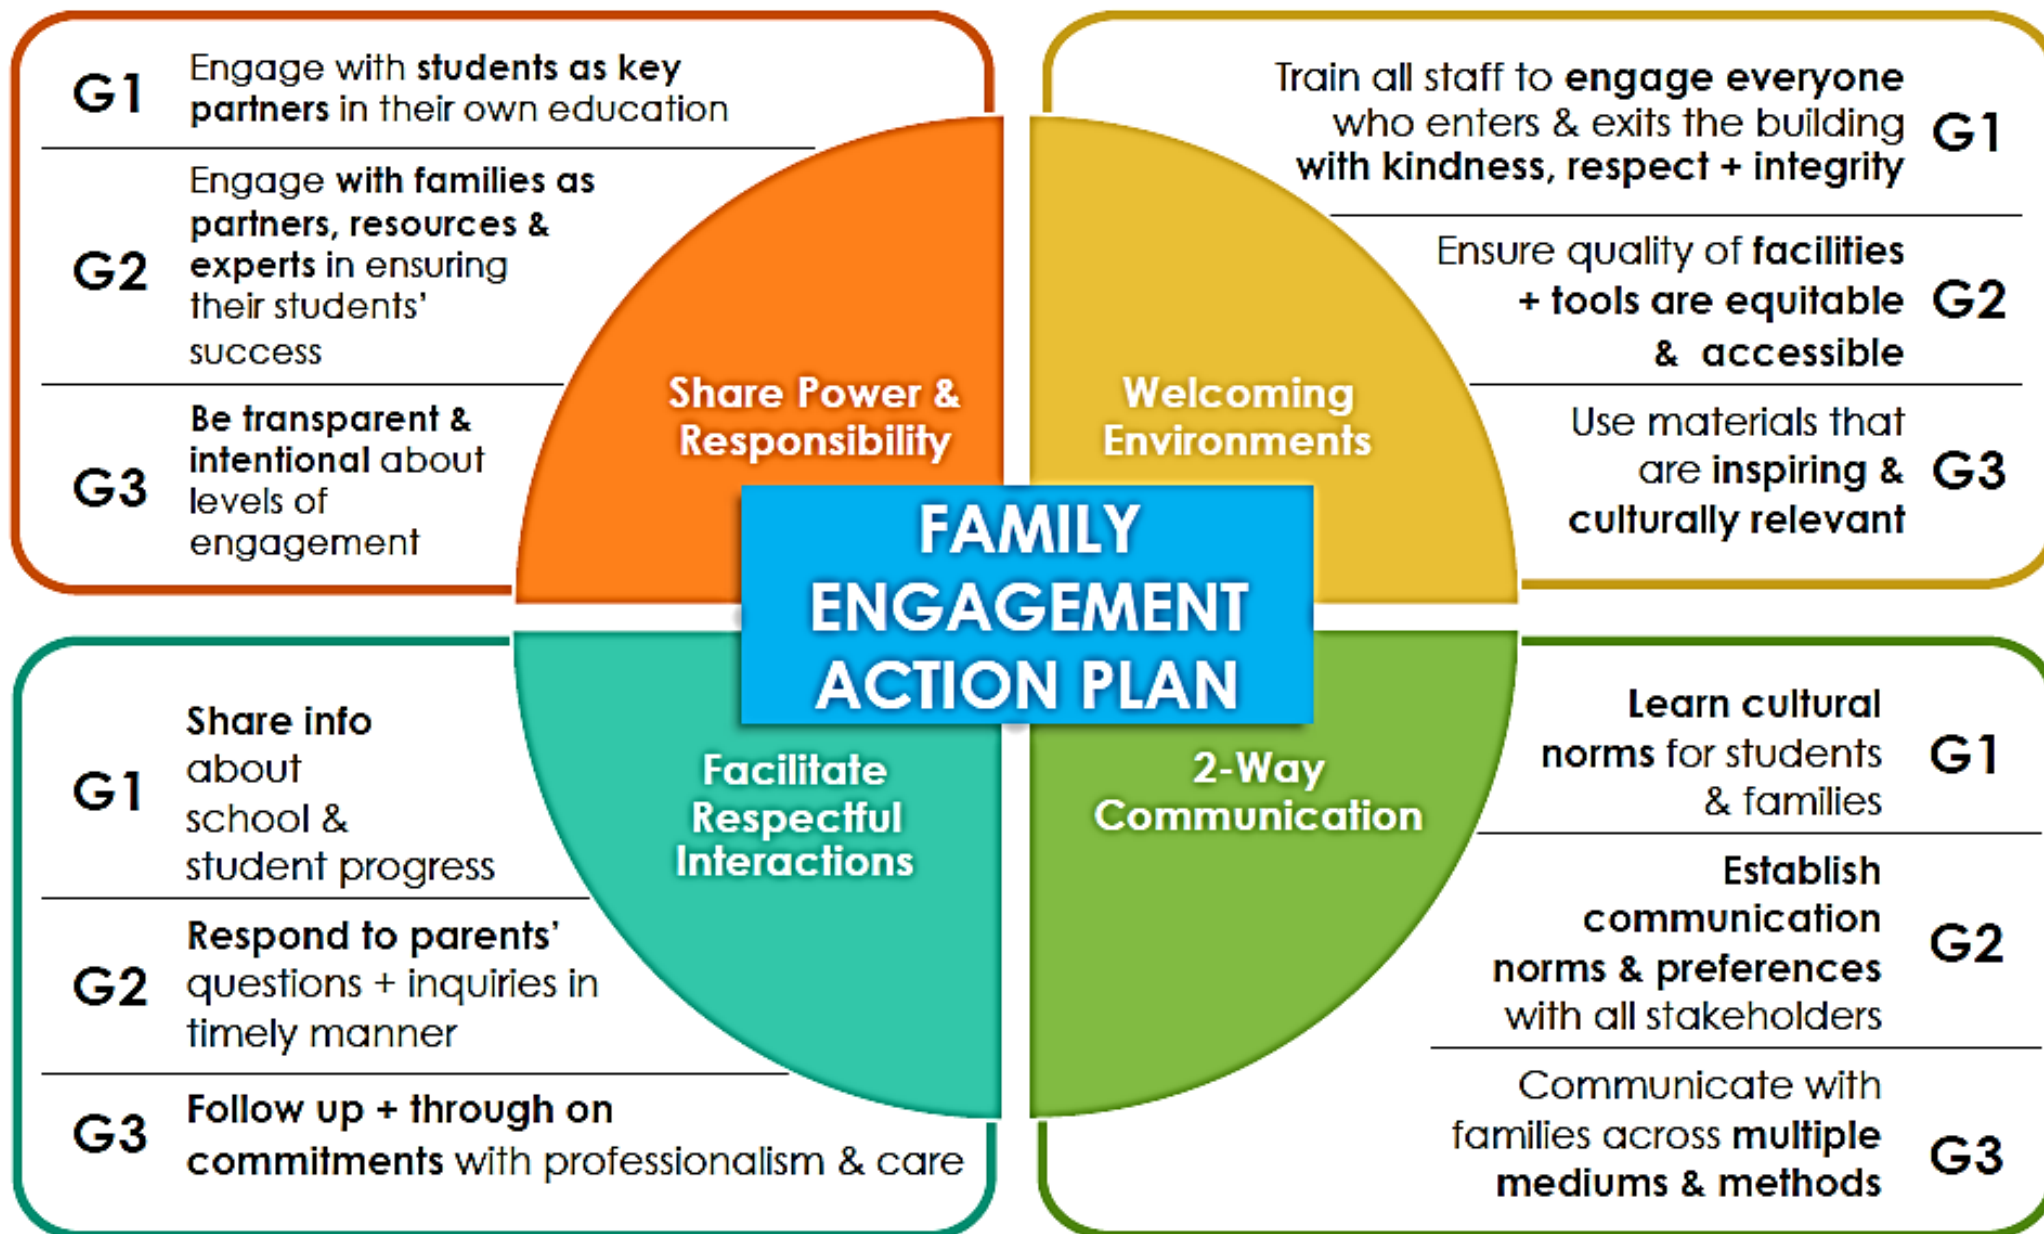 G1
Engage with students as key
partners in their own education
G2
Engage with families as
partners, resources &
experts in ensuring
their students’
success
G3
Be transparent &
intentional about
levels of
engagement
Share Power &
Responsibility
Train all staff to engage everyone
who enters & exits the building
with kindness, respect + integrity
G1
Ensure quality of facilities
+ tools are equitable
& accessible
G2
Use materials that
are inspiring &
culturally relevant
G3
Welcoming
Environments
FAMILY
ENGAGEMENT
ACTION PLAN
G1
Share info
about
school &
student progress
G2
Respond to parents’
questions + inquiries in
timely manner
G3
Follow up + through on
commitments with professionalism & care
Facilitate
Respectful
Interactions
2-Way
Communication
Learn cultural
norms for students
& families
G1
Establish
communication
norms & preferences
with all stakeholders
G2
Communicate with
families across multiple
mediums & methods
G3